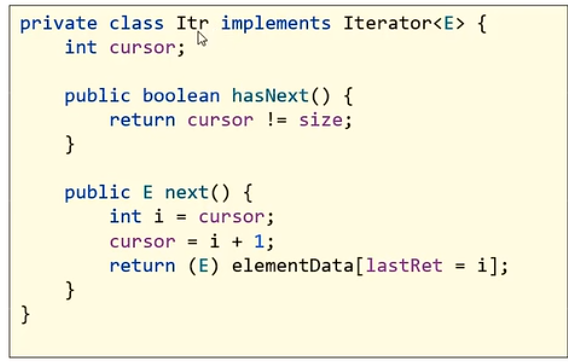 private class Itr implements Iterator<E> {
    int cursor;

    public boolean hasNext() {
        return cursor != size;
    }

    public E next() {
        int i = cursor;
        cursor = i + 1;
        return (E) elementData[lastRet = i];
    }
}